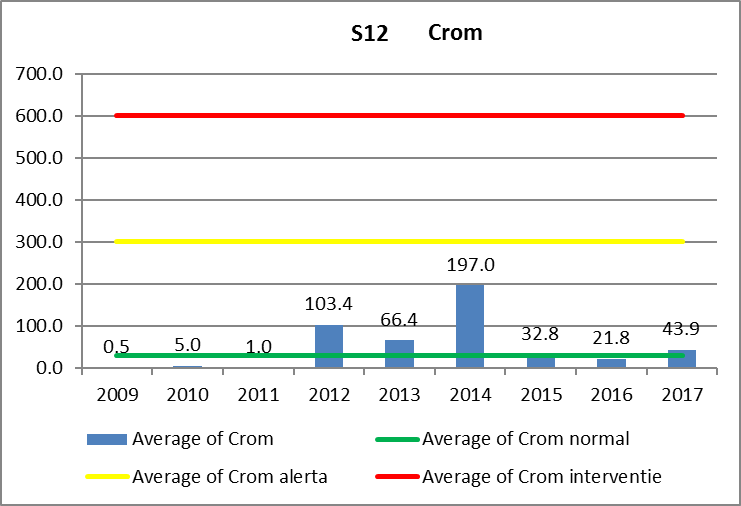 S12 Crom
700.0
600.0
500.0
400.0
300.0
200.0
100.0
0.0
0.5 5.0 1.0 103.4 66.4 197.0 32.8 21.8 43.9
2009 2010 2011 2012 2013 2014 2015 2016 2017
Average of Crom Average of Crom normal
Average of Crom alerta Average of Crom interventie